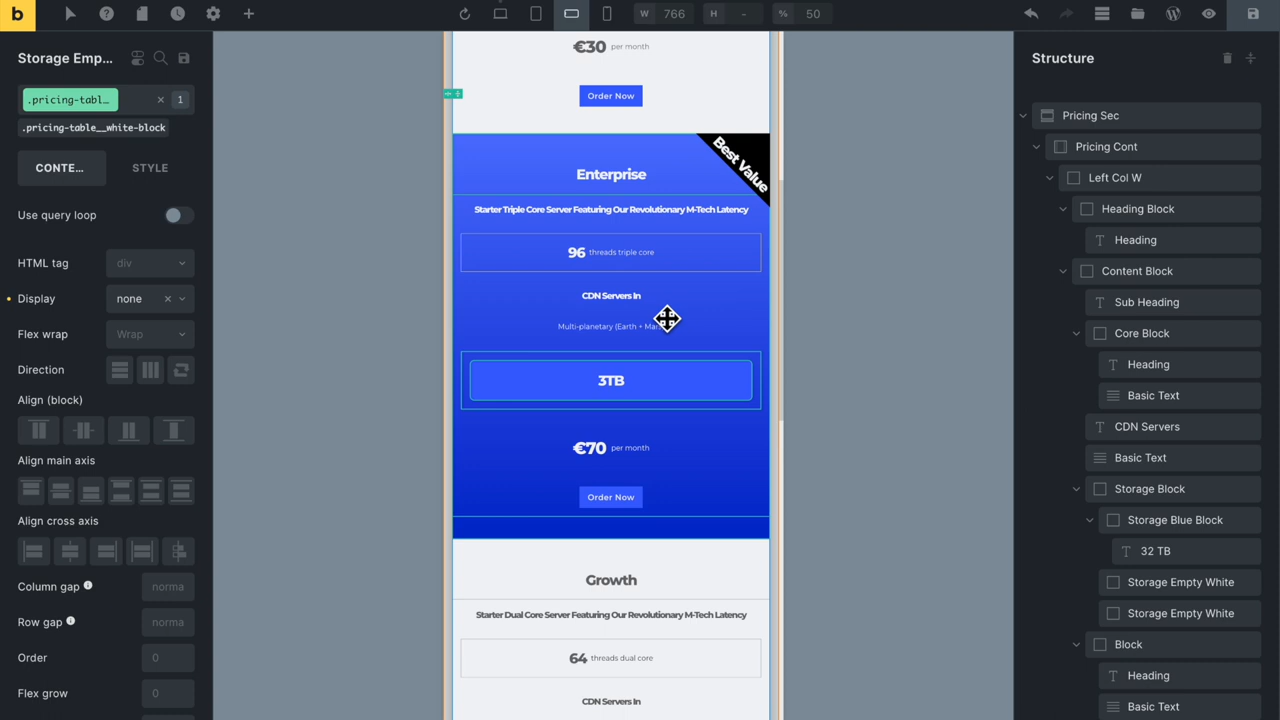 b
W 766 H - % 50
Storage Emp...
.pricing-tabl... × 1
.pricing-table__white-block
CONTE... STYLE
Use query loop
HTML tag div
Display none ×
Flex wrap Wrap
Direction
Align (block)
Align main axis
Align cross axis
Column gap norma
Row gap norma
Order 0
Flex grow 0
€30 per month
Order Now
Best Value
Enterprise
Starter Triple Core Server Featuring Our Revolutionary M-Tech Latency
96 threads triple core
CDN Servers In
Multi-planetary (Earth +
3TB
€70 per month
Order Now
Growth
Starter Dual Core Server Featuring Our Revolutionary M-Tech Latency
64 threads dual core
CDN Servers In
Structure
Pricing Sec
Pricing Cont
Left Col W
Heading Block
T Heading
Content Block
T Sub Heading
Core Block
T Heading
Basic Text
T CDN Servers
Basic Text
Storage Block
Storage Blue Block
T 32 TB
Storage Empty White
Storage Empty White
Block
T Heading
Basic Text